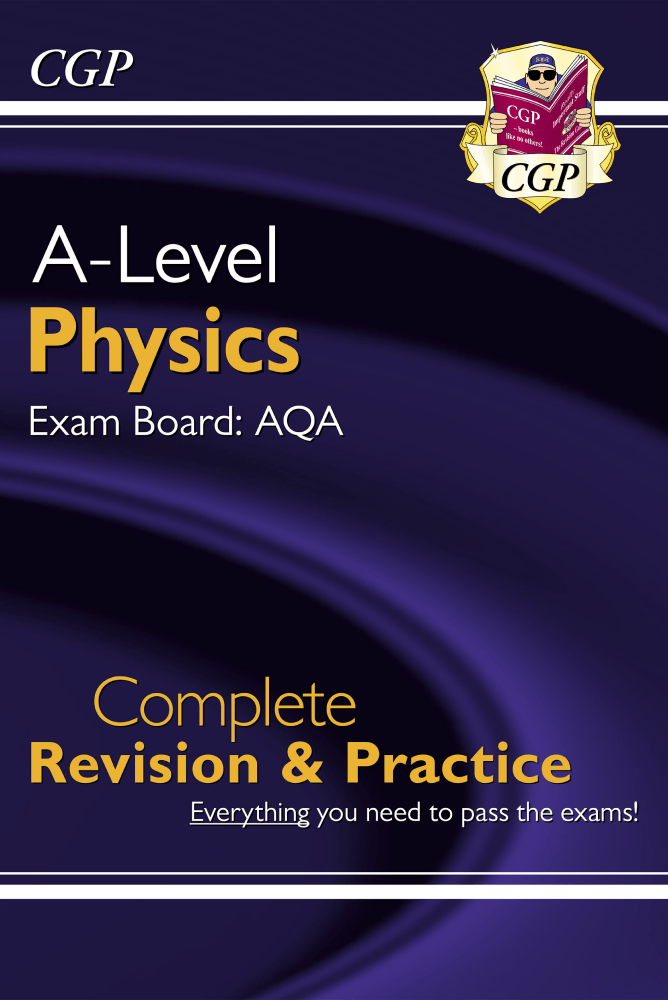 CGP
CGP
– books
like no others!
CGP
A-Level
Physics
Exam Board: AQA
Complete
Revision & Practice
Everything you need to pass the exams!